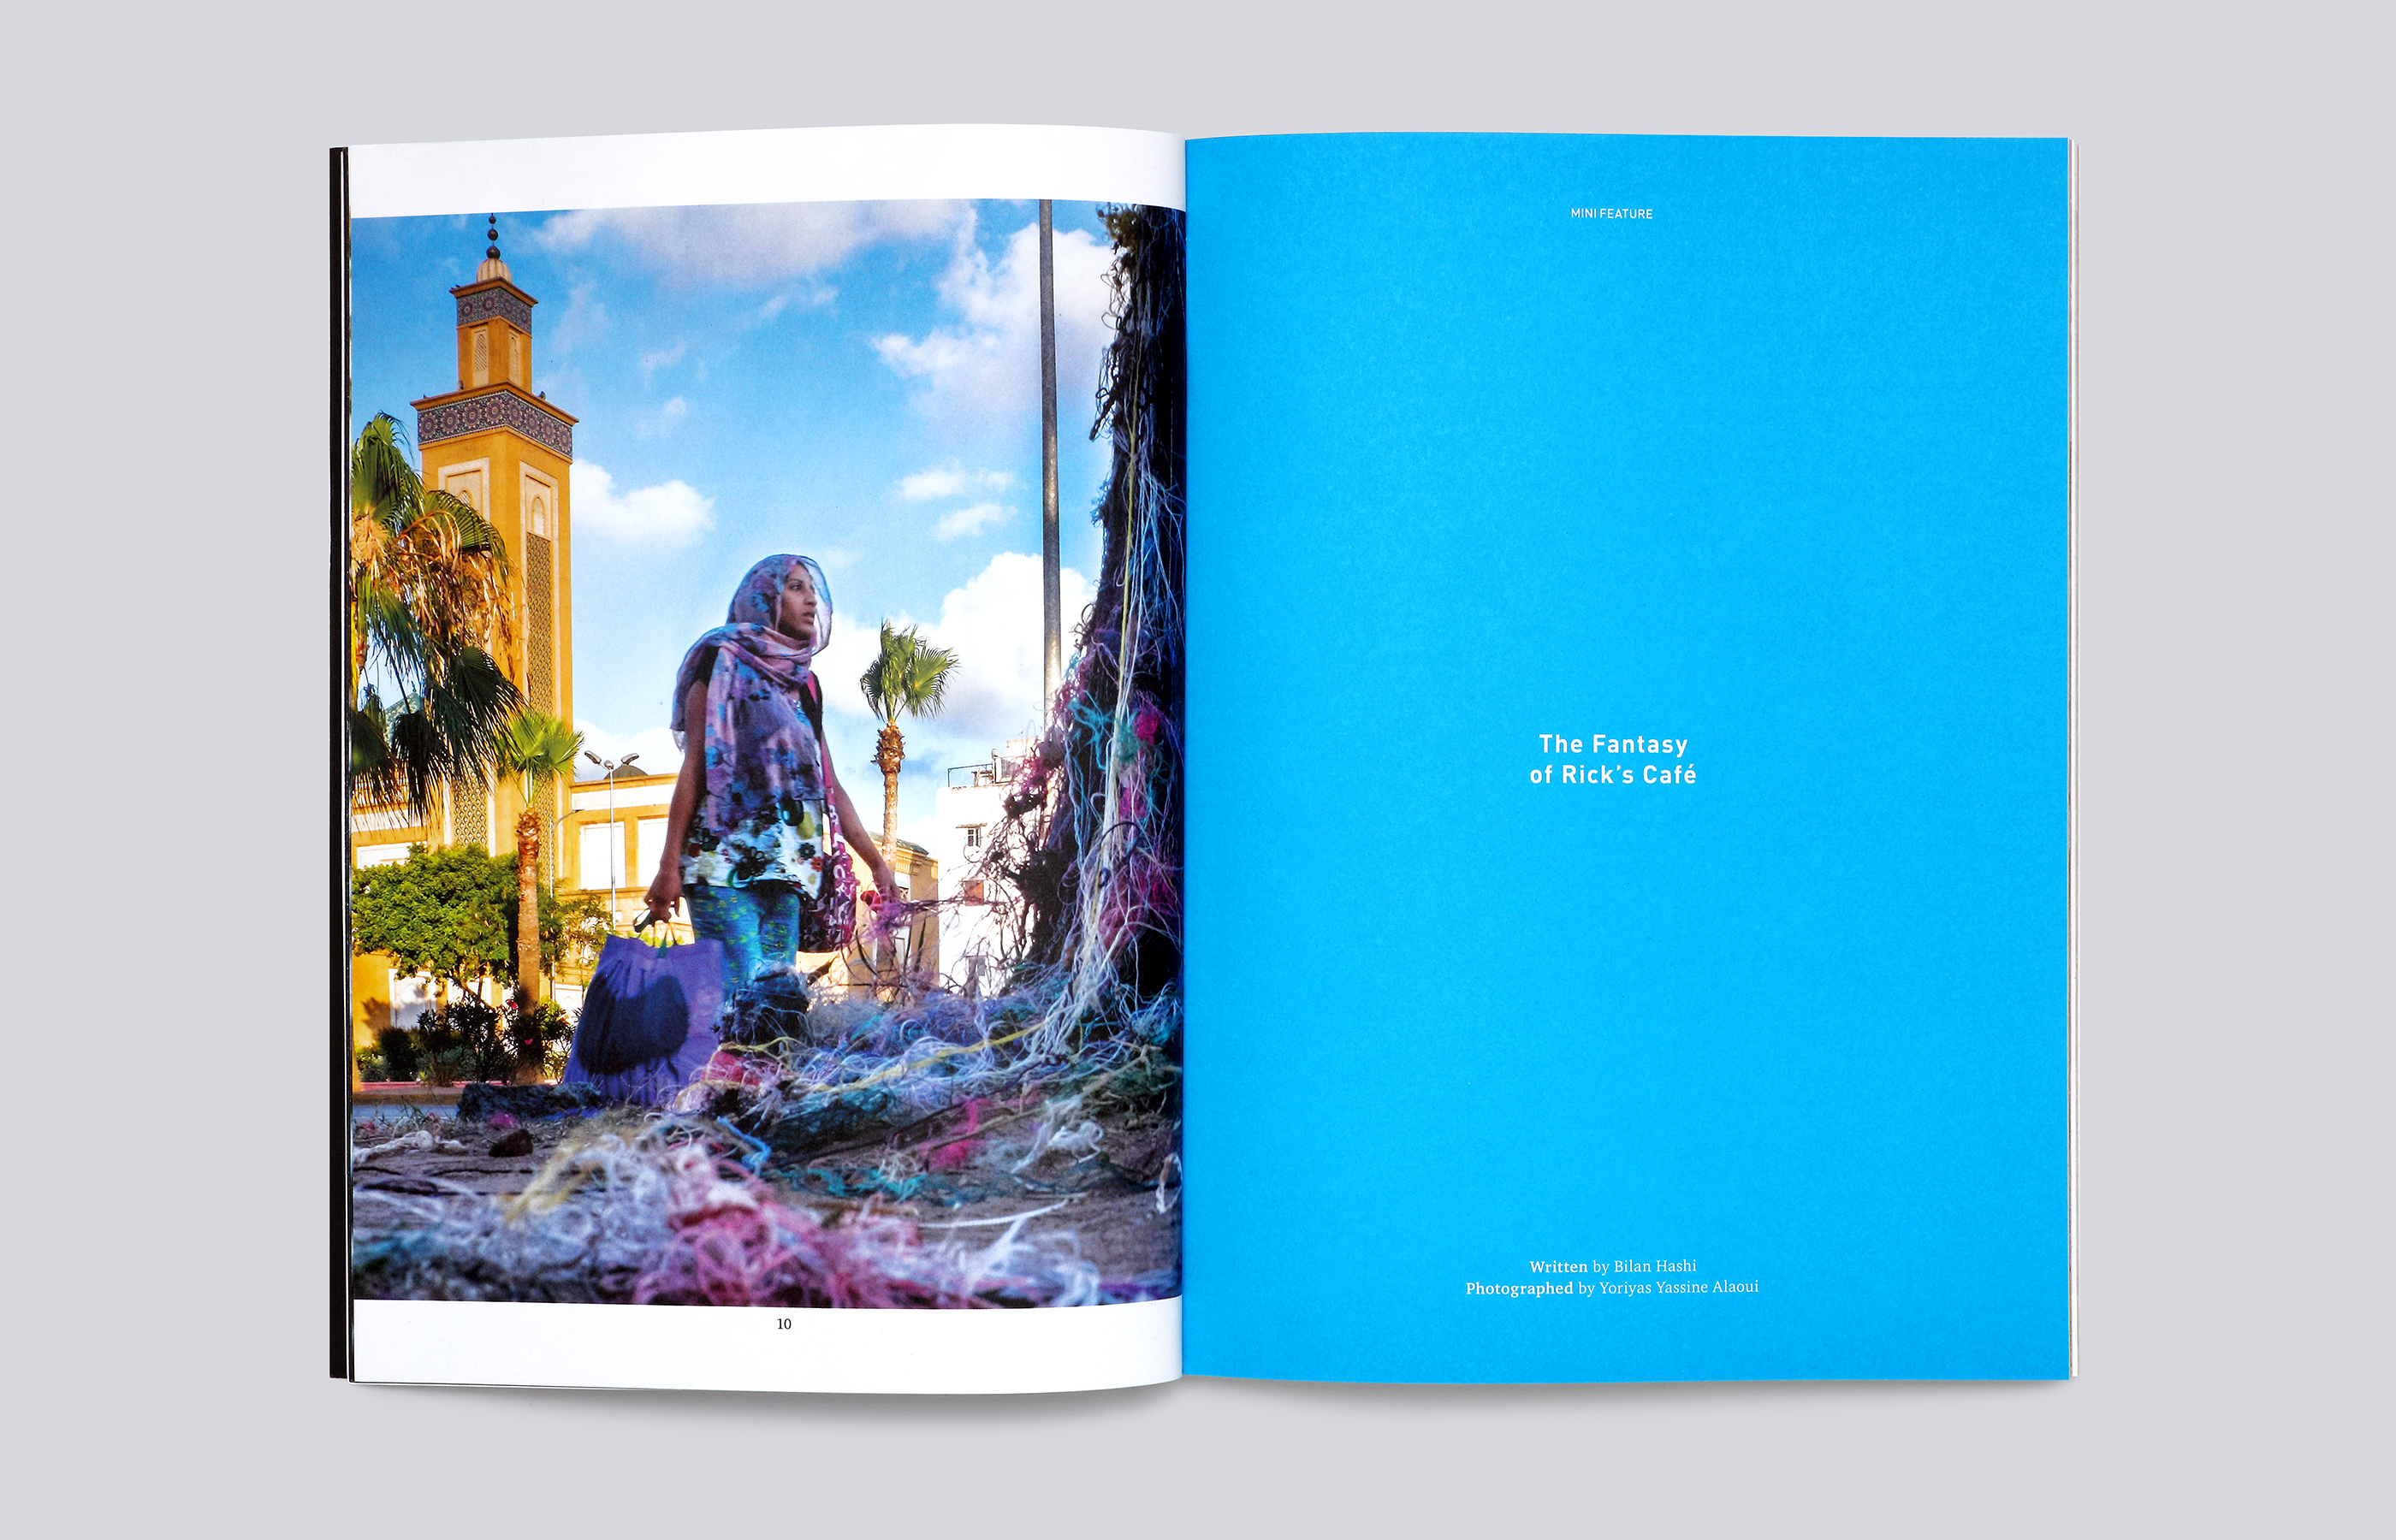 10
MINI FEATURE
The Fantasy
of Rick’s Café
Written by Bilan Hashi
Photographed by Yoriyas Yassine Alaoui